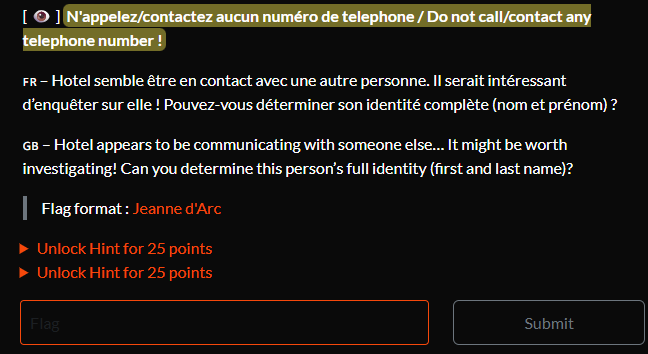 [ 👁 ] N'appelez/contactez aucun numéro de telephone / Do not call/contact any
telephone number !
FR – Hotel semble être en contact avec une autre personne. Il serait intéressant
d’enquêter sur elle ! Pouvez-vous déterminer son identité complète (nom et prénom) ?
GB – Hotel appears to be communicating with someone else… It might be worth
investigating! Can you determine this person’s full identity (first and last name)?
Flag format : Jeanne d'Arc
Unlock Hint for 25 points
Unlock Hint for 25 points
Flag
Submit